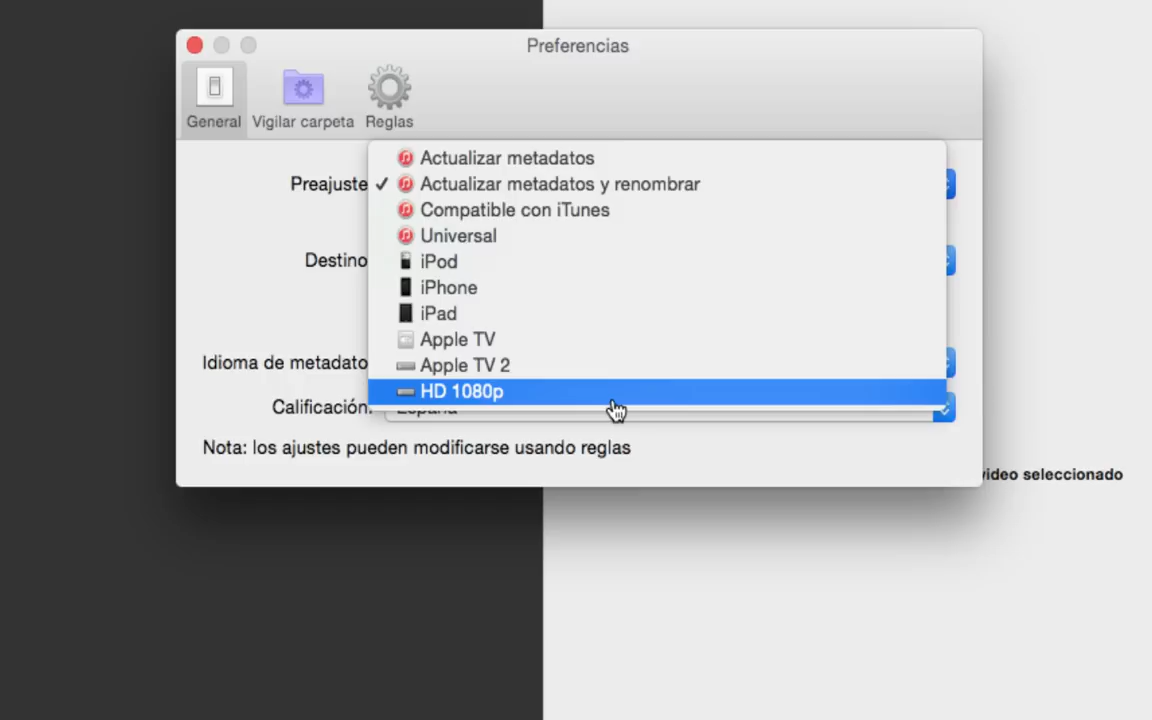 Preferencias
General
Vigilar carpeta
Reglas
Preajuste
✓ Actualizar metadatos
Actualizar metadatos y renombrar
Compatible con iTunes
Universal
iPod
iPhone
iPad
Apple TV
Apple TV 2
HD 1080p
Destino
Idioma de metadato
Calificación:
España
Nota: los ajustes pueden modificarse usando reglas
video seleccionado